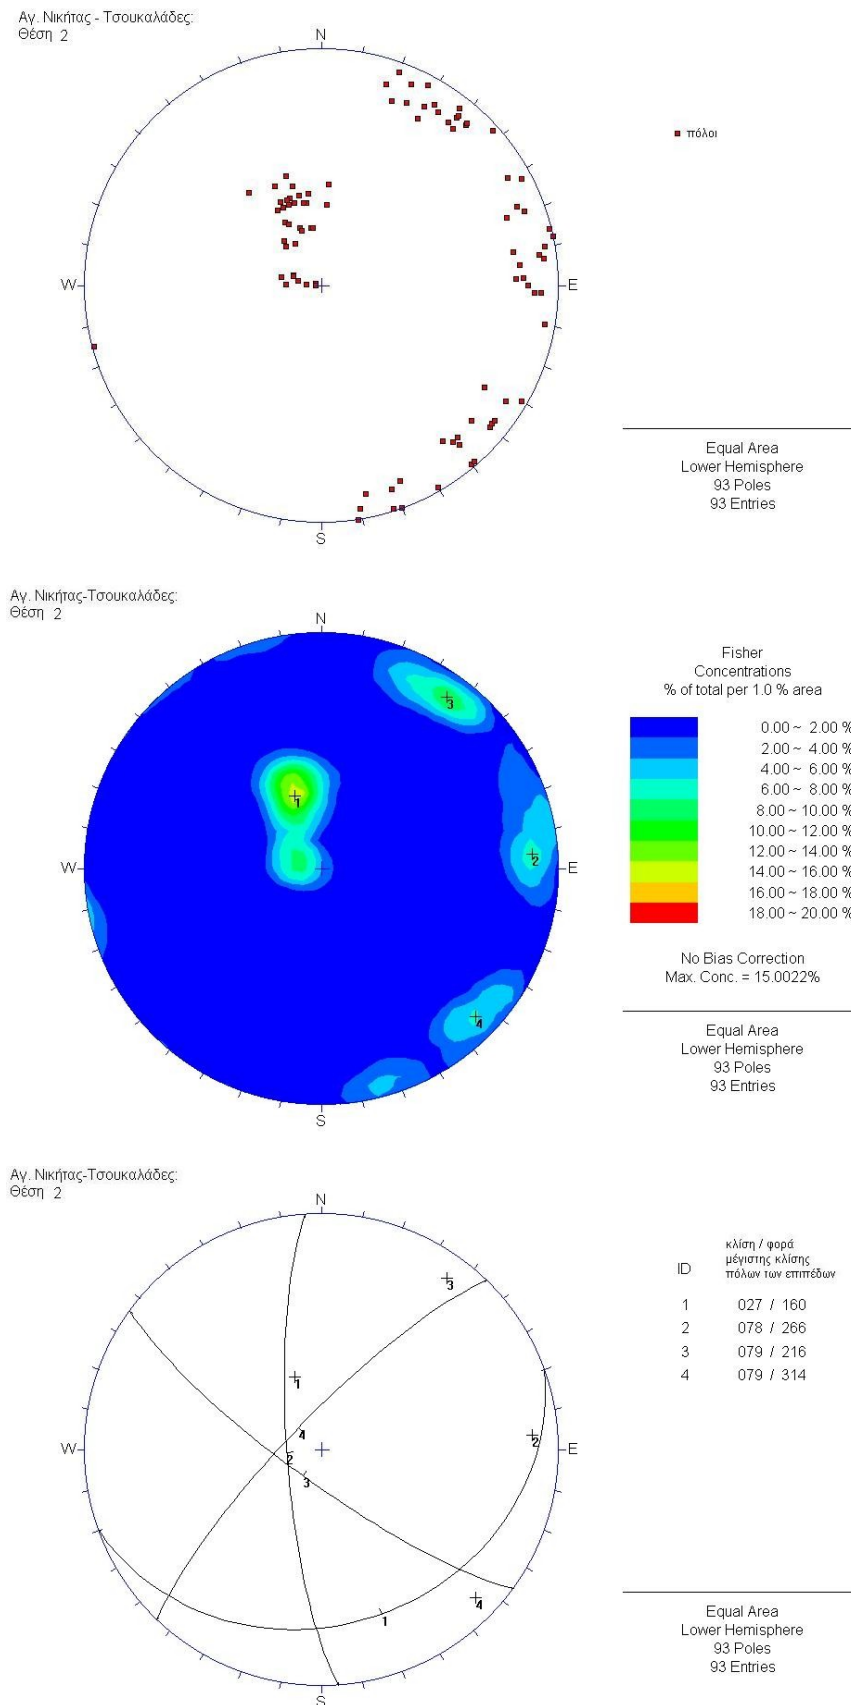 Αγ. Νικήτας - Τσουκαλάδες:
Θέση 2
N
πόλοι
W
E
S
Equal Area
Lower Hemisphere
93 Poles
93 Entries
Αγ. Νικήτας-Τσουκαλάδες:
Θέση 2
N
3
1
2
W
E
4
S
Fisher
Concentrations
% of total per 1.0 % area
0.00 ~ 2.00 %
2.00 ~ 4.00 %
4.00 ~ 6.00 %
6.00 ~ 8.00 %
8.00 ~ 10.00 %
10.00 ~ 12.00 %
12.00 ~ 14.00 %
14.00 ~ 16.00 %
16.00 ~ 18.00 %
18.00 ~ 20.00 %
No Bias Correction
Max. Conc. = 15.0022%
Equal Area
Lower Hemisphere
93 Poles
93 Entries
Αγ. Νικήτας-Τσουκαλάδες:
Θέση 2
N
3
1
4
2
2
W
E
3
4
1
S
ID κλίση / φορά
μέγιστης κλίσης
πόλων των επιπέδων
1 027 / 160
2 078 / 266
3 079 / 216
4 079 / 314
Equal Area
Lower Hemisphere
93 Poles
93 Entries